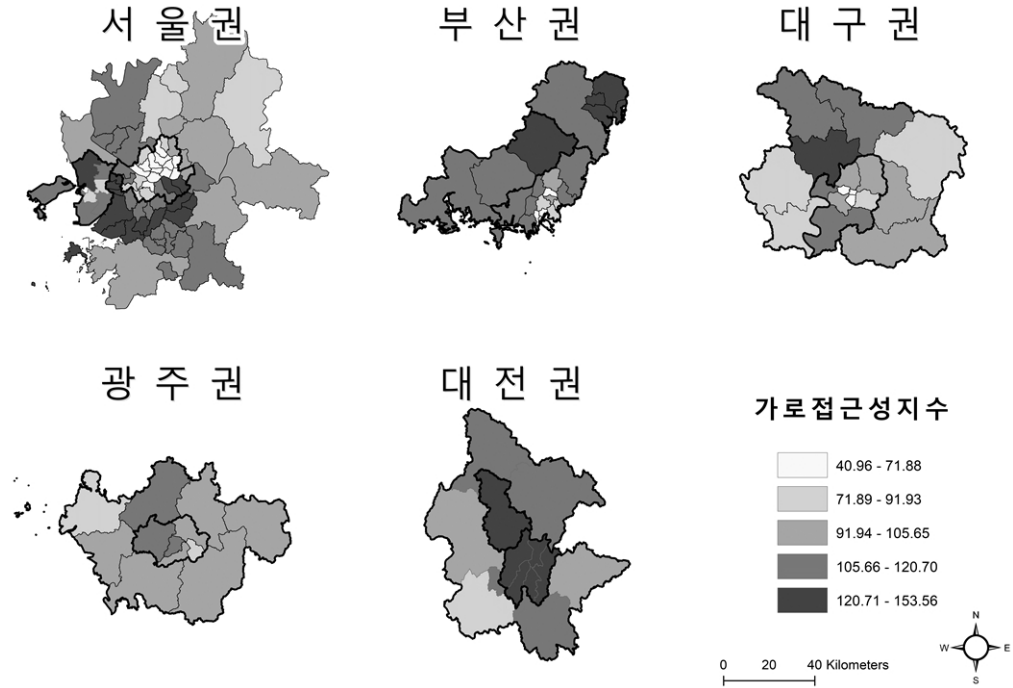 서 울 권
부 산 권
대 구 권
광 주 권
대 전 권
가로접근성지수
40.96 - 71.88
71.89 - 91.93
91.94 - 105.65
105.66 - 120.70
120.71 - 153.56
N
W E
S
0 20 40 Kilometers